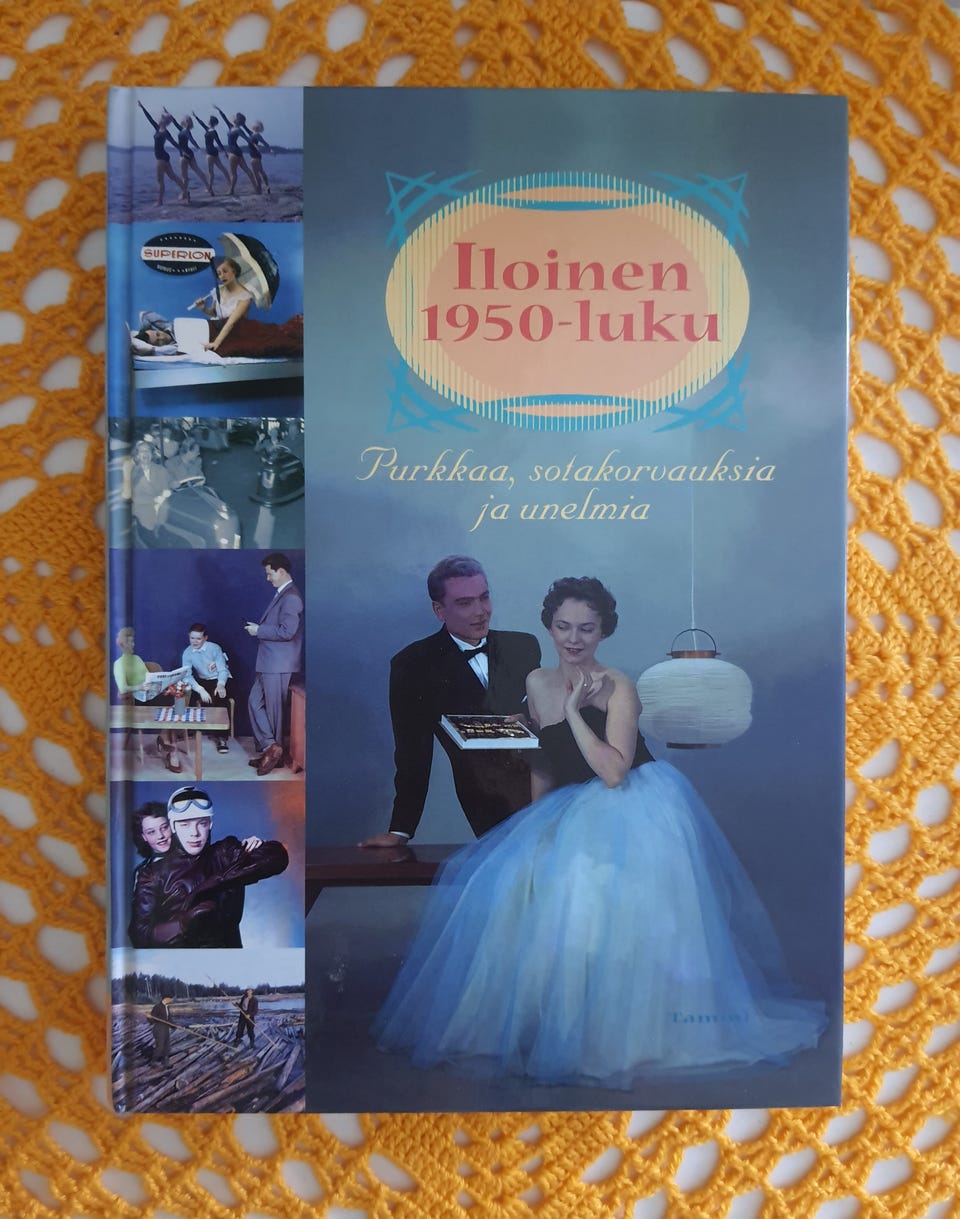 Iloinen
1950-luku
Purkkaa, sotakorvauksia
ja unelmia
SUPERLON
Tammi